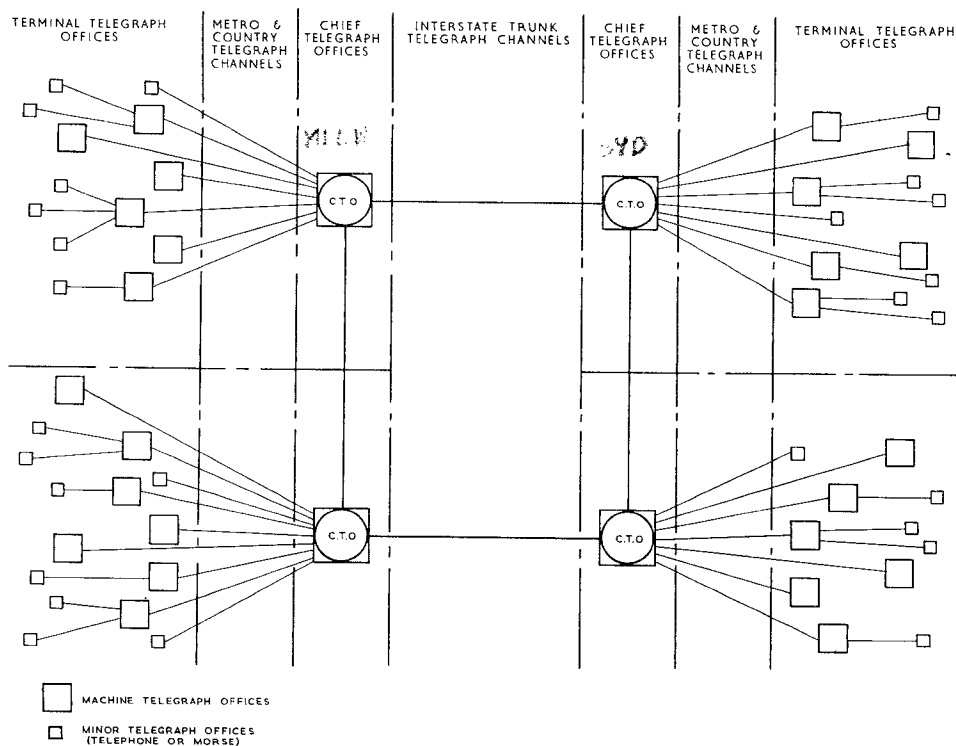 TERMINAL TELEGRAPH
OFFICES
METRO &
COUNTRY
TELEGRAPH
CHANNELS
CHIEF
TELEGRAPH
OFFICES
INTERSTATE TRUNK
TELEGRAPH CHANNELS
CHIEF
TELEGRAPH
OFFICES
METRO &
COUNTRY
TELEGRAPH
CHANNELS
TERMINAL TELEGRAPH
OFFICES
SYD
C.T.O
C.T.O.
C.T.O.
C.T.O
MACHINE TELEGRAPH OFFICES
MINOR TELEGRAPH OFFICES
(TELEPHONE OR MORSE)